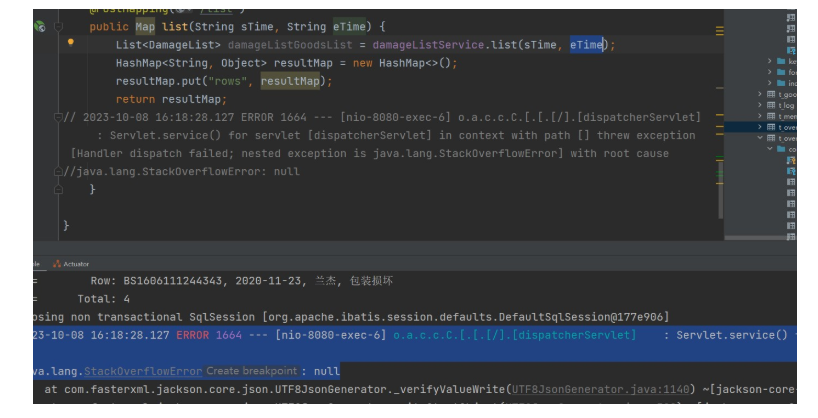 @PostMapping(@~"/list")
public Map list(String sTime, String eTime) {
List<DamageList> damageListGoodsList = damageListService.list(sTime, eTime);
HashMap<String, Object> resultMap = new HashMap<>();
resultMap.put("rows", resultMap);
return resultMap;
// 2023-10-08 16:18:28.127 ERROR 1664 --- [nio-8080-exec-6] o.a.c.c.C.[.[.[/].[dispatcherServlet]
: Servlet.service() for servlet [dispatcherServlet] in context with path [] threw exception
[Handler dispatch failed; nested exception is java.lang.StackOverflowError] with root cause
//java.lang.StackOverflowError: null
}
}
ke
fo
ind
t_goo
t_log
t_mer
t_over
t_over
co
le
Actuator
= Row: BS1606111244343, 2020-11-23, 兰杰, 包装损坏
= Total: 4
osing non transactional SqlSession [org.apache.ibatis.session.defaults.DefaultSqlSession@177e906]
23-10-08 16:18:28.127 ERROR 1664 --- [nio-8080-exec-6] o.a.c.c.C.[.[.[/].[dispatcherServlet] : Servlet.service()
va.lang.StackOverflowError Create breakpoint : null
at com.fasterxml.jackson.core.json.UTF8JsonGenerator._verifyValueWrite(UTF8JsonGenerator.java:1140) ~[jackson-core-